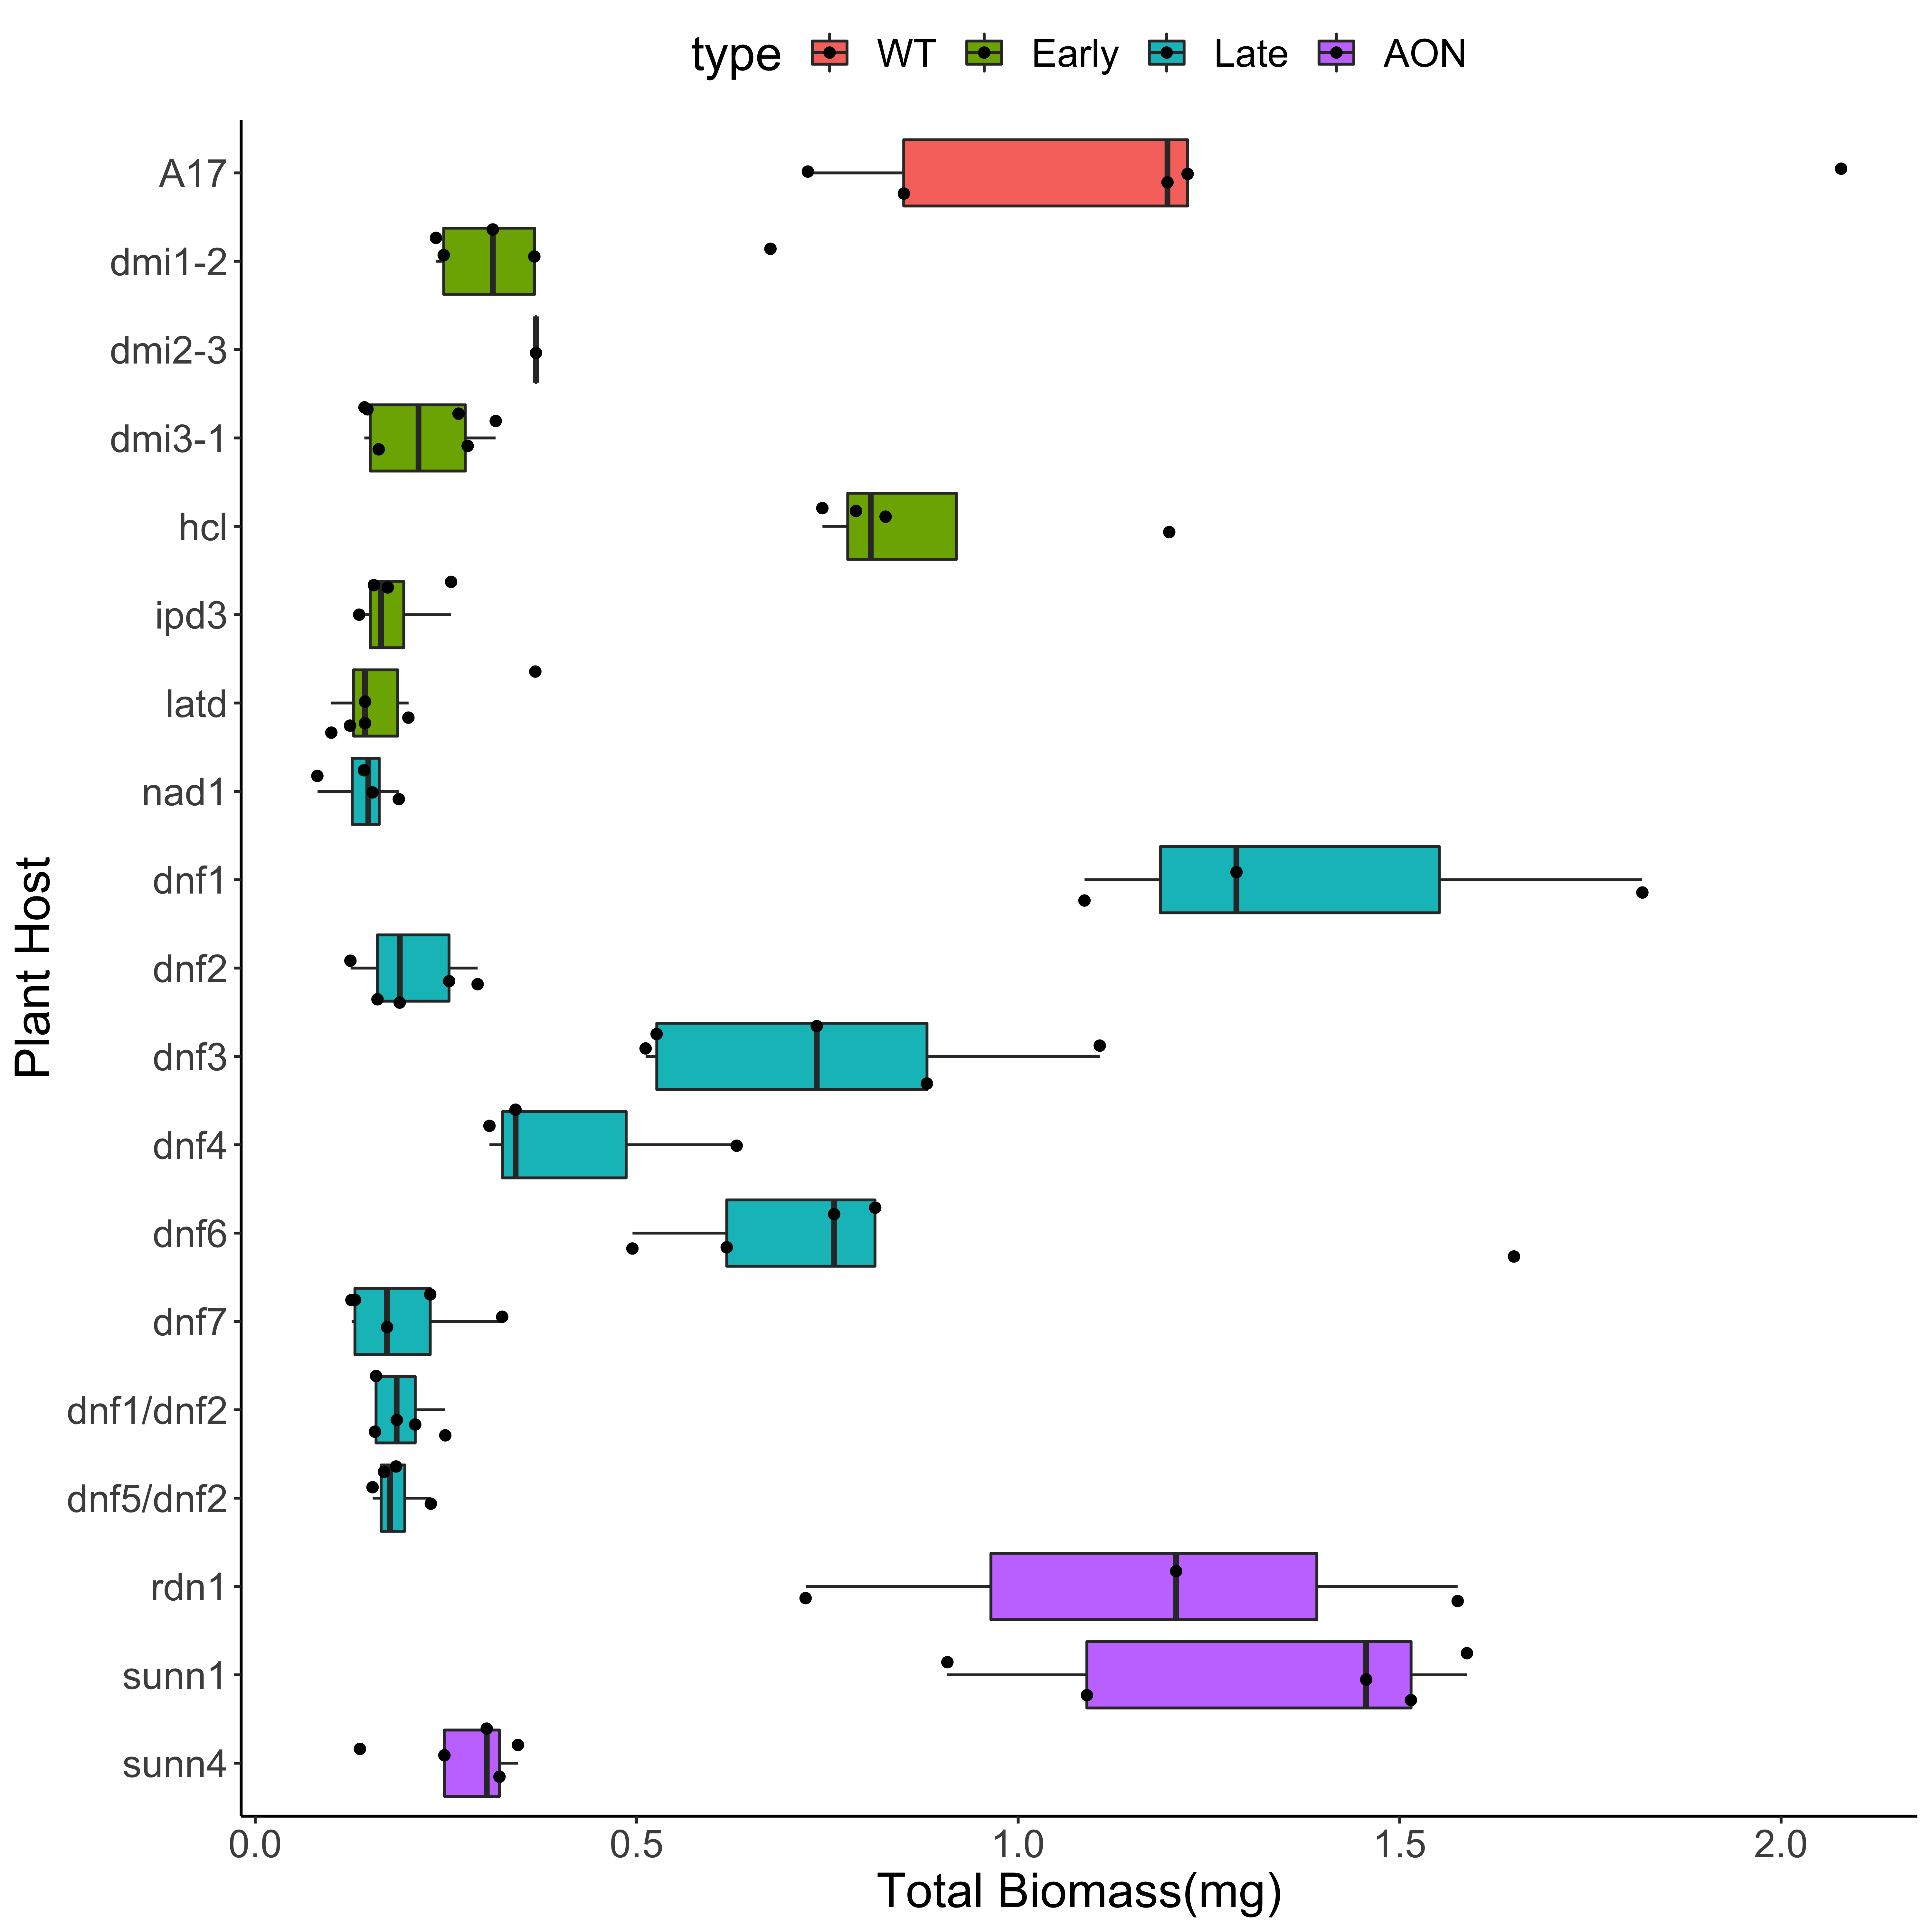 type WT Early Late AON
A17
dmi1-2
dmi2-3
dmi3-1
hcl
ipd3
latd
nad1
dnf1
dnf2
dnf3
dnf4
dnf6
dnf7
dnf1/dnf2
dnf5/dnf2
rdn1
sunn1
sunn4
Plant Host
0.0 0.5 1.0 1.5 2.0
Total Biomass(mg)